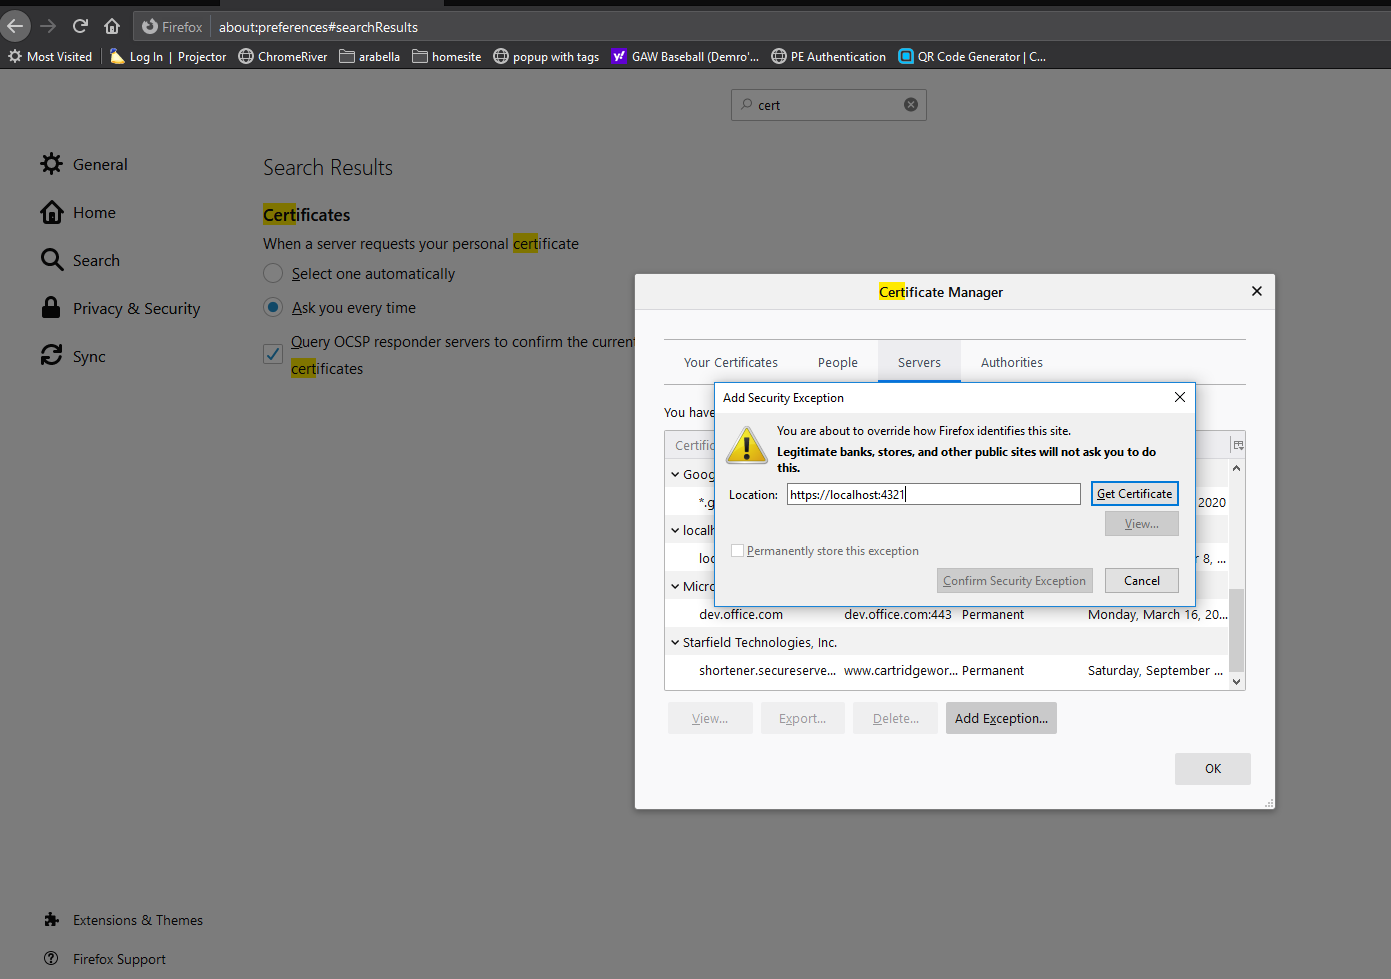 Firefox about:preferences#searchResults
Most Visited Log In | Projector ChromeRiver arabella homesite popup with tags GAW Baseball (Demro'... PE Authentication QR Code Generator | C...
cert
General
Home
Search
Privacy & Security
Sync
Search Results
Certificates
When a server requests your personal certificate
Select one automatically
Ask you every time
Query OCSP responder servers to confirm the current
certificates
Certificate Manager
Your Certificates People Servers Authorities
You have
Add Security Exception
You are about to override how Firefox identifies this site.
Legitimate banks, stores, and other public sites will not ask you to do
this.
Location: https://localhost:4321 Get Certificate
View...
Permanently store this exception
Confirm Security Exception Cancel
2020
8, ...
dev.office.com dev.office.com:443 Permanent Monday, March 16, 20...
Starfield Technologies, Inc.
shortener.secureserve... www.cartridgewor... Permanent Saturday, September ...
View... Export... Delete... Add Exception...
OK
Extensions & Themes
Firefox Support